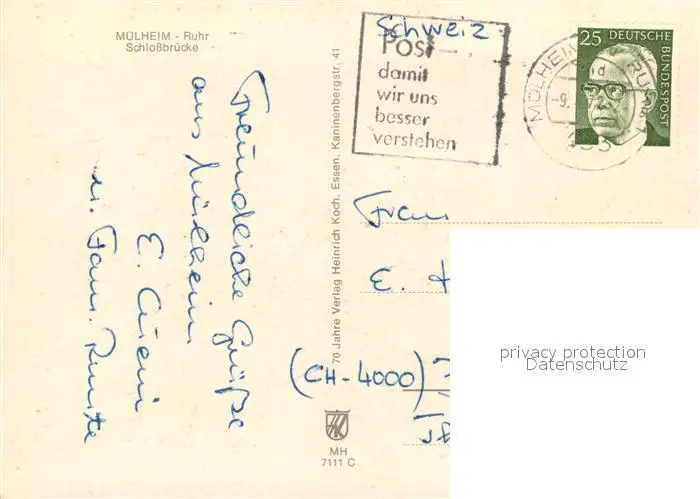 MÜLHEIM - Ruhr
Schloßbrücke
Freundliche Grüße
aus Mülheim
E.
u. Fam.
70 Jahre Verlag Heinrich Koch, Essen, Kaninenbergstr. 41
MH
7111 C
Schweiz
Post –
damit
wir uns
besser
verstehen
MÜLHEIM
-9.
25 DEUTSCHE
BUNDESPOST
Frau
E. H
(CH-4000)
privacy protection
Datenschutz